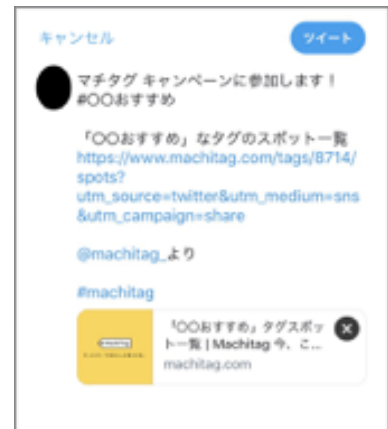 キャンセル
ツイート
マチタグ キャンペーンに参加します！
#〇〇おすすめ
「〇〇おすすめ」なタグのスポット一覧
https://www.machitag.com/tags/8714/
spots?
utm_source=twitter&utm_medium=sns
&utm_campaign=share
@machitag_より
#machitag
「〇〇おすすめ」タグスポッ
ト一覧 | Machitag 今、こ...
machitag.com